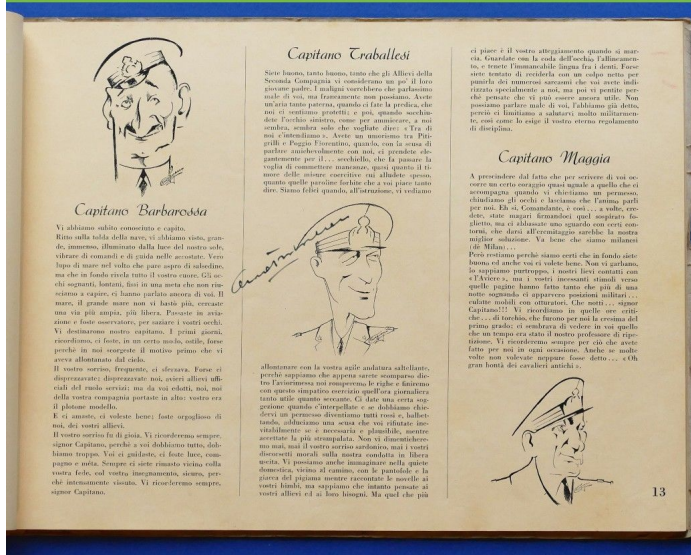 Capitano Barbarossa
Vi abbiamo subito conosciuto e capito.
Ritto sulla tolda della nave, vi abbiamo visto, gran-
de, immenso, illuminato dalla luce del nostro sole,
vibrare di comandi e di guida nelle accostate. Vero
lupo di mare nel volto che pare aspro di salsedine,
ma che in fondo rivela tutto il vostro cuore. Gli oc-
chi sognanti, lontani, fissi in una meta che non riu-
scivamo a capire, ci hanno parlato ancora di voi. Il
mare, il grande mare non vi bastò più, cercaste
una via più ampia, più libera. Passaste in avia-
zione e foste osservatore, per saziare i vostri occhi.
Vi destinarono nostro capitano. I primi giorni,
ricordiamo, ci foste, in un certo modo, ostile, forse
perchè in noi scorgeste il motivo primo che vi
aveva allontanato dal cielo.
Il vostro sorriso, frequente, ci sferzava. Forse ci
disprezzavate; disprezzavate noi, avieri allievi uffi-
ciali del ruolo servizi; ma da voi edotti, noi, noi
della vostra compagnia portaste in alto: vostro era
il plotone modello.
E ci amaste, ci voleste bene; foste orgoglioso di
noi, dei vostri allievi.
Il vostro sorriso fu di gioia. Vi ricorderemo sempre,
signor Capitano, perchè a voi dobbiamo tutto, dob-
biamo troppo. Voi ci guidaste, ci foste luce, com-
pagno e mèta. Sempre ci siete rimasto vicino colla
vostra fede, col vostro insegnamento, sicuro, per-
chè intensamente vissuto. Vi ricorderemo sempre,
signor Capitano.
Capitano Traballesi
Siete buono, tanto buono, tanto che gli Allievi della
Seconda Compagnia vi considerano un po' il loro
giovane padre. I maligni vorrebbero che parlassimo
male di voi, ma francamente non possiamo. Avete
un'aria tanto paterna, quando ci fate la predica, che
noi ci sentiamo protetti; e poi, quando socchiu-
dete l'occhio sinistro, come per ammiccare, a noi
sembra, sembra solo che vogliate dire: «Tra di
noi c'intendiamo». Avete un umorismo tra Piti-
grilli e Poggio Fiorentino, quando, con la scusa di
parlare amichevolmente con noi, ci prendete ele-
gantemente per il... secchiello, che fa passare la
voglia di commettere mancanze, quasi quanto il ti-
more delle misure coercitive cui alludete spesso,
quanto quelle paroline forbite che a voi piace tanto
dire. Stamo felici quando, all'istruzione, vi vediamo
allontanare con la vostra agile andatura saltellante,
perchè sappiamo che appena sarete scomparso die-
tro l'aviorimessa noi romperemo le righe e finiremo
con questo simpatico esercizio quell'ora giornaliera
tanto utile quanto seccante. Ci date una certa sog-
gezione quando c'interpellate e se dobbiamo chie-
dervi un permesso diventiamo tutti rossi e, balbet-
tando, adduciamo una scusa che voi rifiutate ine-
vitabilmente se è necessaria e plausibile, mentre
accettate la più strampalata. Non vi dimentichere-
mo mai, mai il vostro sorriso sardonico, mai i vostri
discorsetti morali sulla nostra condotta in libera
uscita. Vi possiamo anche immaginare nella quiete
domestica, vicino al camino, con le pantofole e la
giacca del pigiama mentre raccontate le novelle ai
vostri bimbi, ma sappiamo che intanto pensate ai
vostri allievi ed ai loro bisogni. Ma quel che più
ci piace è il vostro atteggiamento quando si mar-
cia. Guardate con la coda dell'occhio l'allineamen-
to, e tenete l'immancabile lingua fra i denti. Forse
siete tentato di reciderla con un colpo netto per
punirla dei numerosi sarcasmi che voi avete indi-
rizzato specialmente a noi, ma poi vi pentite per-
chè pensate che vi può essere ancora utile. Non
possiamo parlare male di voi, l'abbiamo già detto,
perciò ci limitiamo a salutarvi molto militarmen-
te, così come lo esige il vostro eterno regolamento
di disciplina.
Capitano Maggia
A prescindere dal fatto che per scrivere di voi oc-
corre un certo coraggio quasi uguale a quello che ci
accompagna quando vi chiediamo un permesso,
chiudiamo gli occhi e lasciamo che l'anima parli
per noi. Eh sì, Comandante, è così... a volte, cre-
dete, state magari firmandoci quel sospirato fo-
glietto, ma ci abbassate uno sguardo con certi ton-
toni, che darsi all'eremitaggio sarebbe la nostra
miglior soluzione. Va bene che siamo milanesi
(dè Milan)...
Però restiamo perchè siamo certi che in fondo siete
buono ed anche voi ci volete bene. Non vi garbano,
lo sappiamo purtroppo, i nostri lievi contatti con
«l'Aviere», ma i vostri incessanti stimoli verso
quelle pagine hanno fatto tanto che più di una
notte sognando ci apparvero posizioni militari...
culatte mobili con otturatori. Che notti... signor
Capitano!!! Vi ricordiamo in quelle ore criti-
che... di torchio, che furono per noi la cresima del
primo grado; ci sembrava di vedere in voi quello
che un tempo era stato il nostro professore di ripe-
tizione. Vi ricorderemo sempre per ciò che avete
fatto per noi in ogni occasione. Anche se molte
volte non volevate neppure fosse detto... «Oh
gran bontà dei cavalieri antichi».
13